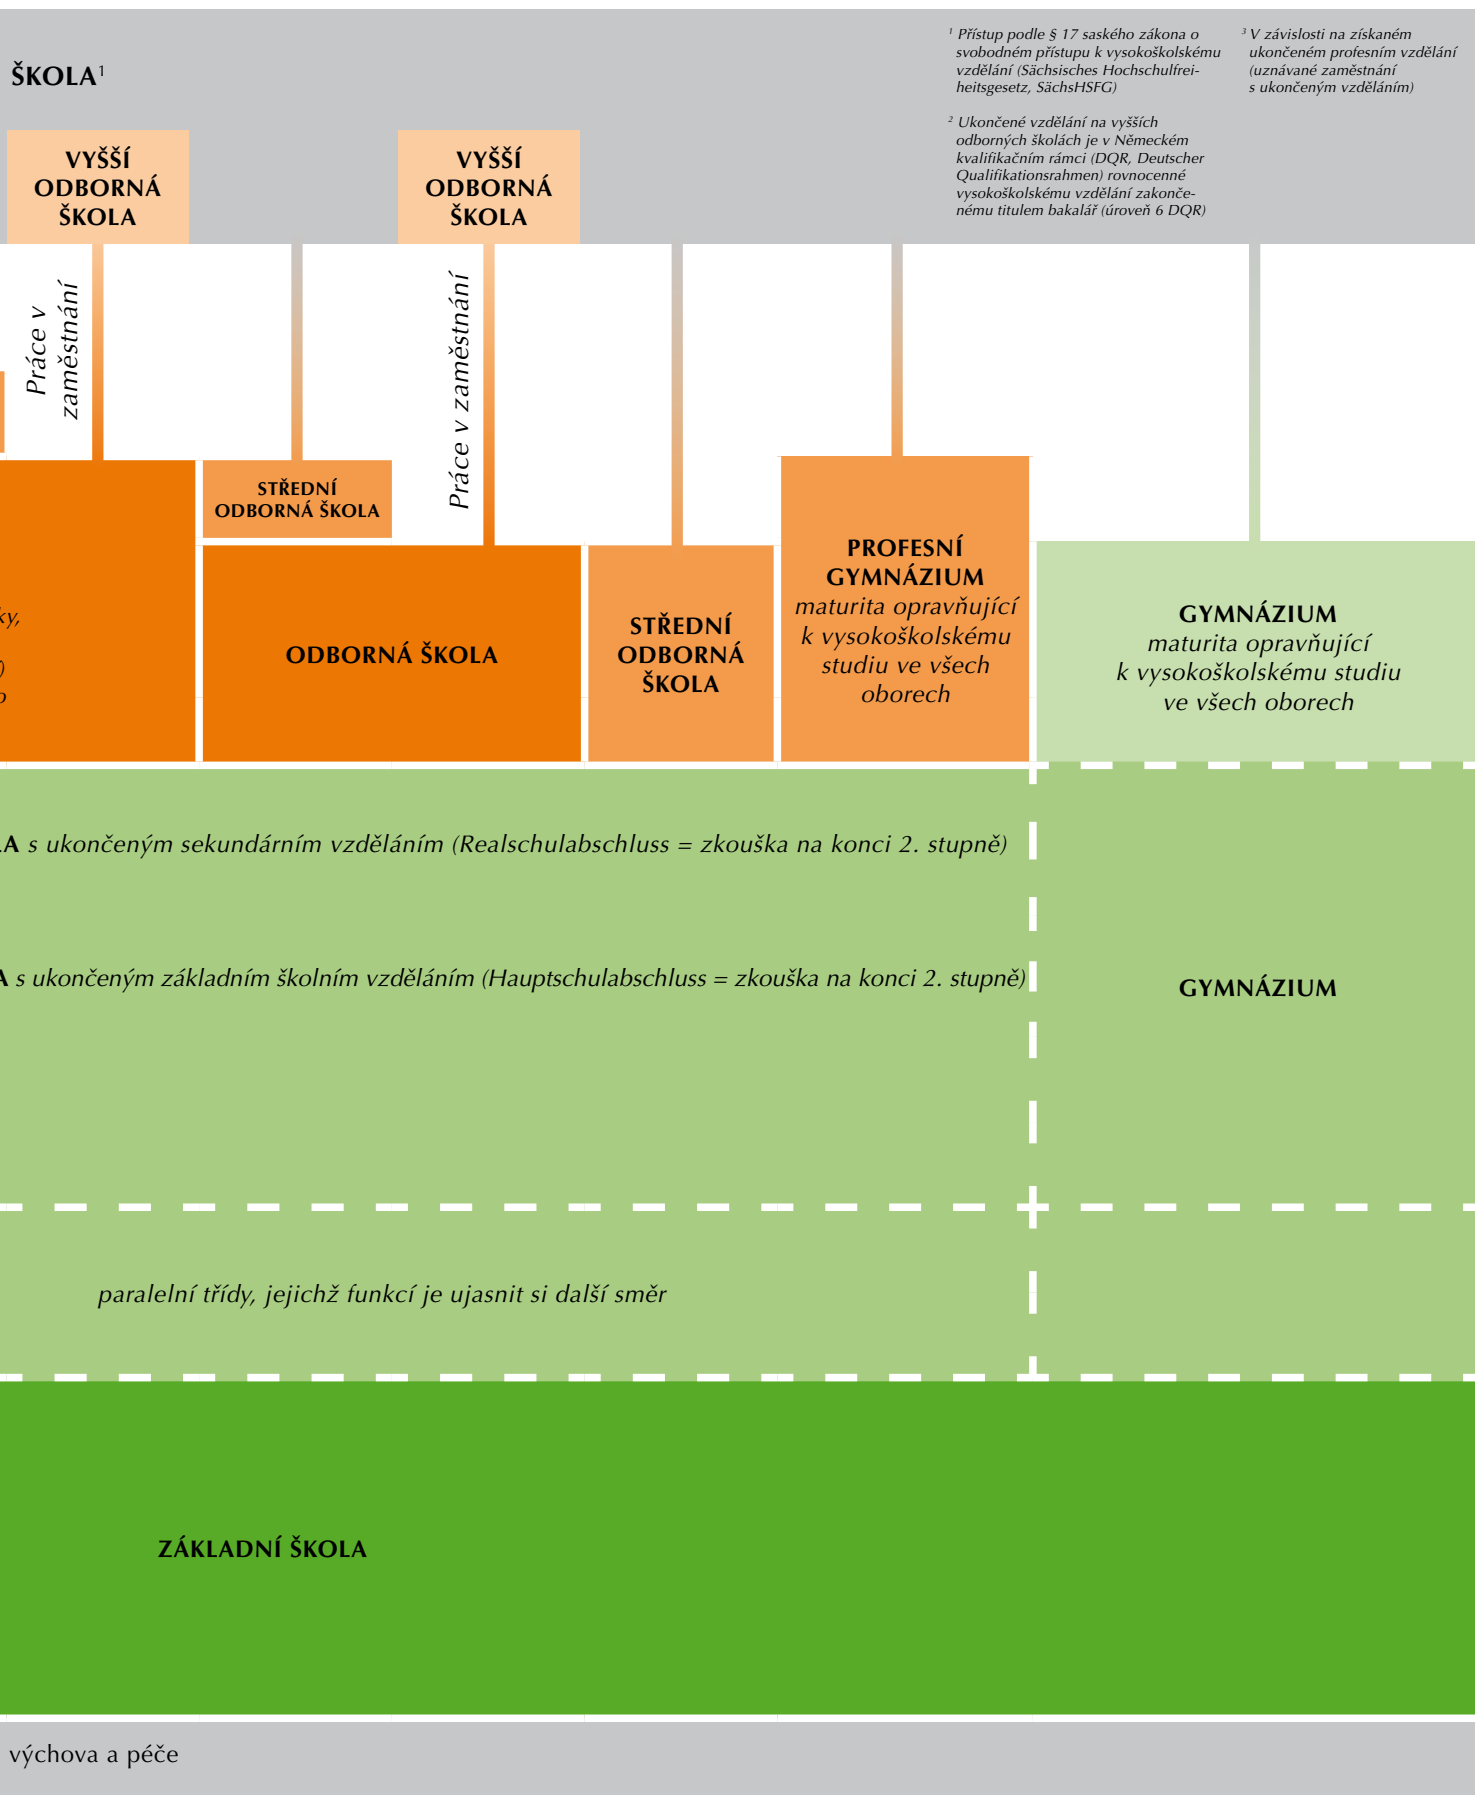 ŠKOLA¹
¹ Přístup podle § 17 saského zákona o
svobodném přístupu k vysokoškolskému
vzdělání (Sächsisches Hochschulfrei-
heitsgesetz, SächsHSFG)
² Ukončené vzdělání na vyšších
odborných školách je v Německém
kvalifikačním rámci (DQR, Deutscher
Qualifikationsrahmen) rovnocenné
vysokoškolskému vzdělání zakonče-
nému titulem bakalář (úroveň 6 DQR)
³ V závislosti na získaném
ukončeném profesním vzdělání
(uznávané zaměstnání
s ukončeným vzděláním)
VYŠŠÍ
ODBORNÁ
ŠKOLA
VYŠŠÍ
ODBORNÁ
ŠKOLA
Práce v
zaměstnání
Práce v zaměstnání
STŘEDNÍ
ODBORNÁ ŠKOLA
ky,
)
o
ODBORNÁ ŠKOLA
STŘEDNÍ
ODBORNÁ
ŠKOLA
PROFESNÍ
GYMNÁZIUM
maturita opravňující
k vysokoškolskému
studiu ve všech
oborech
GYMNÁZIUM
maturita opravňující
k vysokoškolskému studiu
ve všech oborech
LA s ukončeným sekundárním vzděláním (Realschulabschluss = zkouška na konci 2. stupně)
A s ukončeným základním školním vzděláním (Hauptschulabschluss = zkouška na konci 2. stupně)
GYMNÁZIUM
paralelní třídy, jejichž funkcí je ujasnit si další směr
ZÁKLADNÍ ŠKOLA
výchova a péče